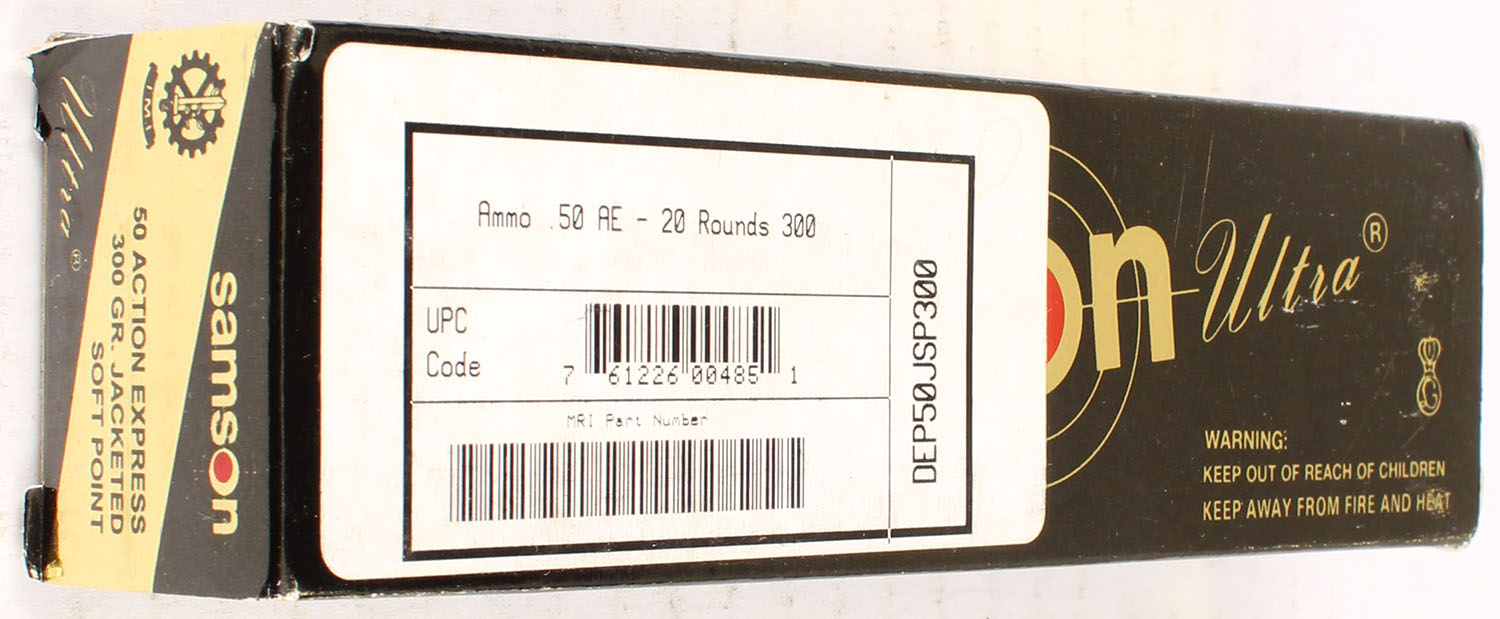 Ultra ®
I M I
samson
50 ACTION EXPRESS
300 GR. JACKETED
SOFT POINT
Ammo .50 AE - 20 Rounds 300
UPC
Code
7 61226 00485 1
MRI Part Number
DEP50JSP300
on Ultra ®
G
WARNING:
KEEP OUT OF REACH OF CHILDREN
KEEP AWAY FROM FIRE AND HEAT